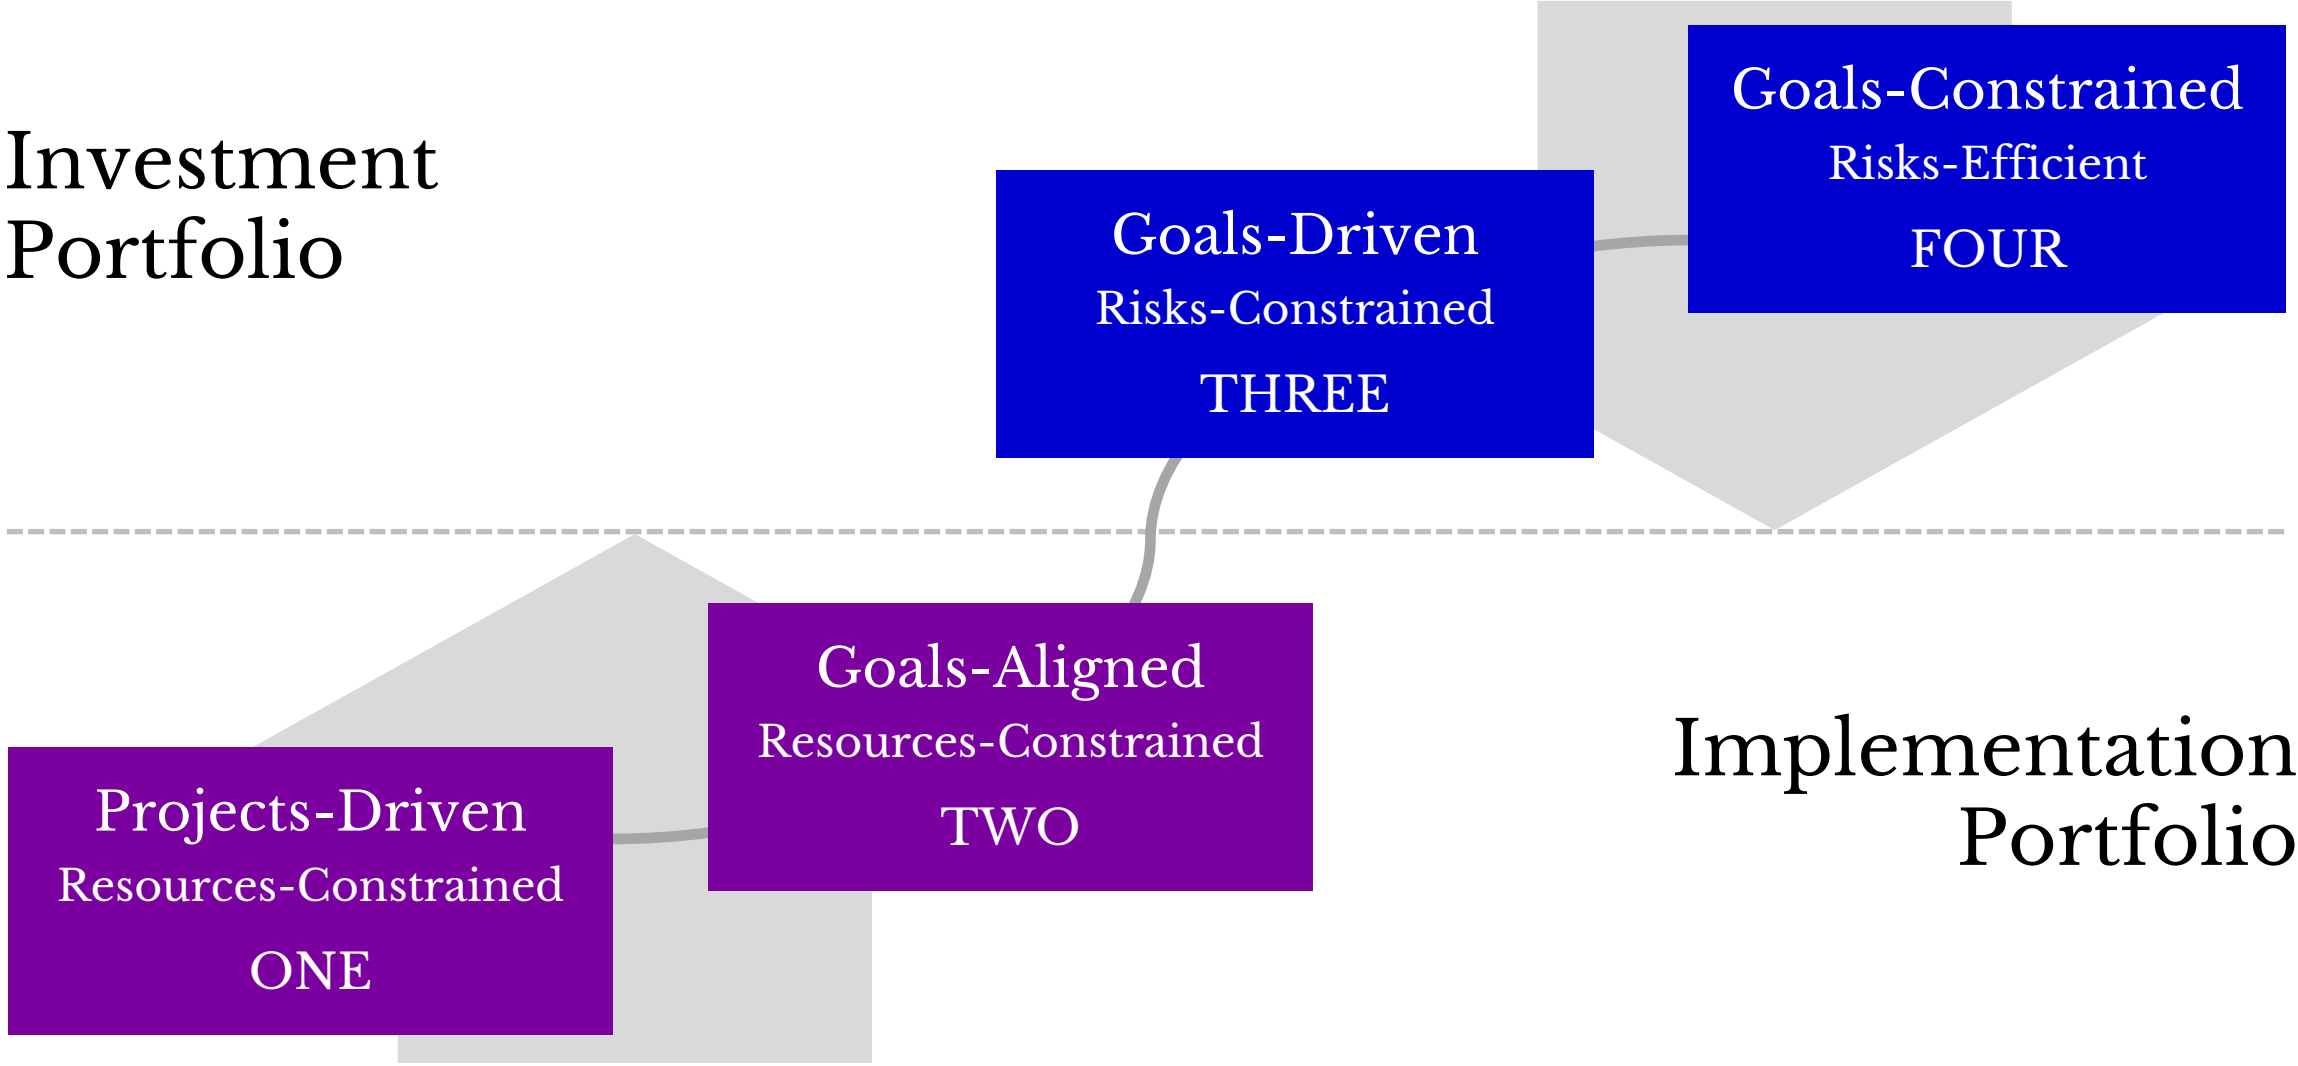 Investment
Portfolio
Goals-Constrained
Risks-Efficient
FOUR
Goals-Driven
Risks-Constrained
THREE
Goals-Aligned
Resources-Constrained
TWO
Projects-Driven
Resources-Constrained
ONE
Implementation
Portfolio